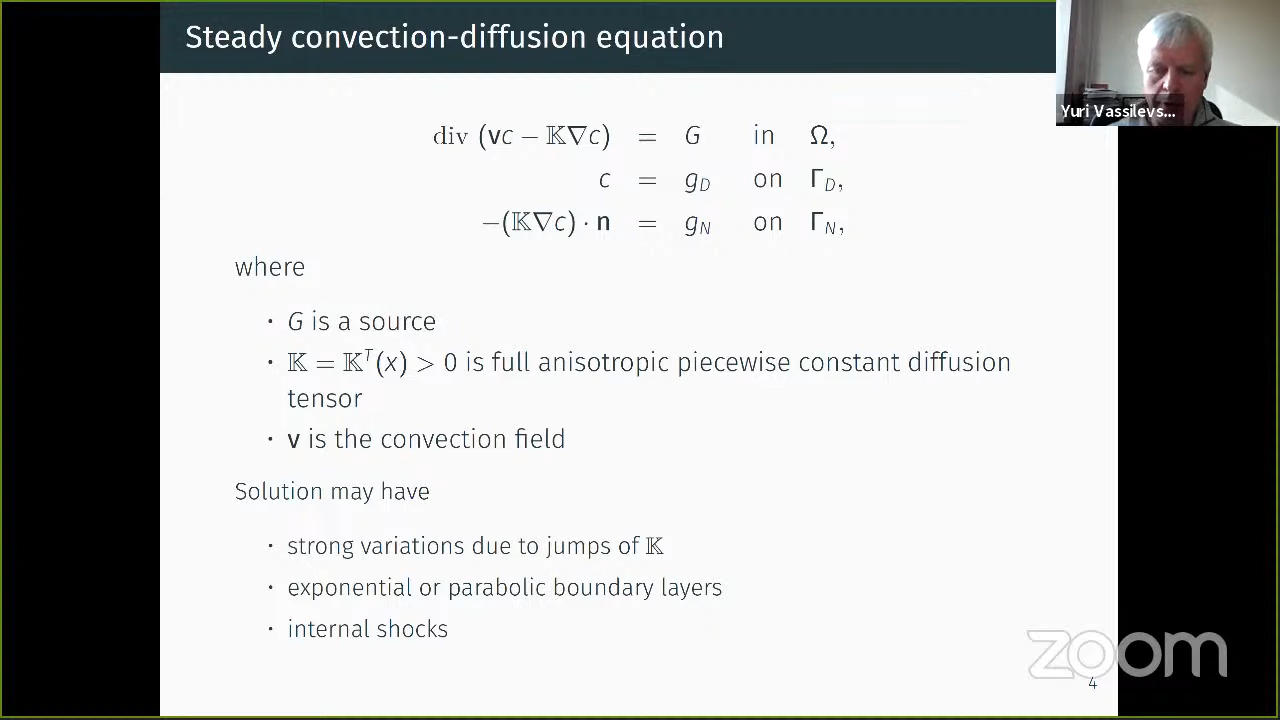 Steady convection-diffusion equation
Yuri Vassilevs...
div (vc − 𝕂∇c) = G in Ω,
c = g_D on Γ_D,
−(𝕂∇c) · n = g_N on Γ_N,
where
· G is a source
· 𝕂 = 𝕂^T(x) > 0 is full anisotropic piecewise constant diffusion
tensor
· v is the convection field
Solution may have
· strong variations due to jumps of 𝕂
· exponential or parabolic boundary layers
· internal shocks
zoom
4